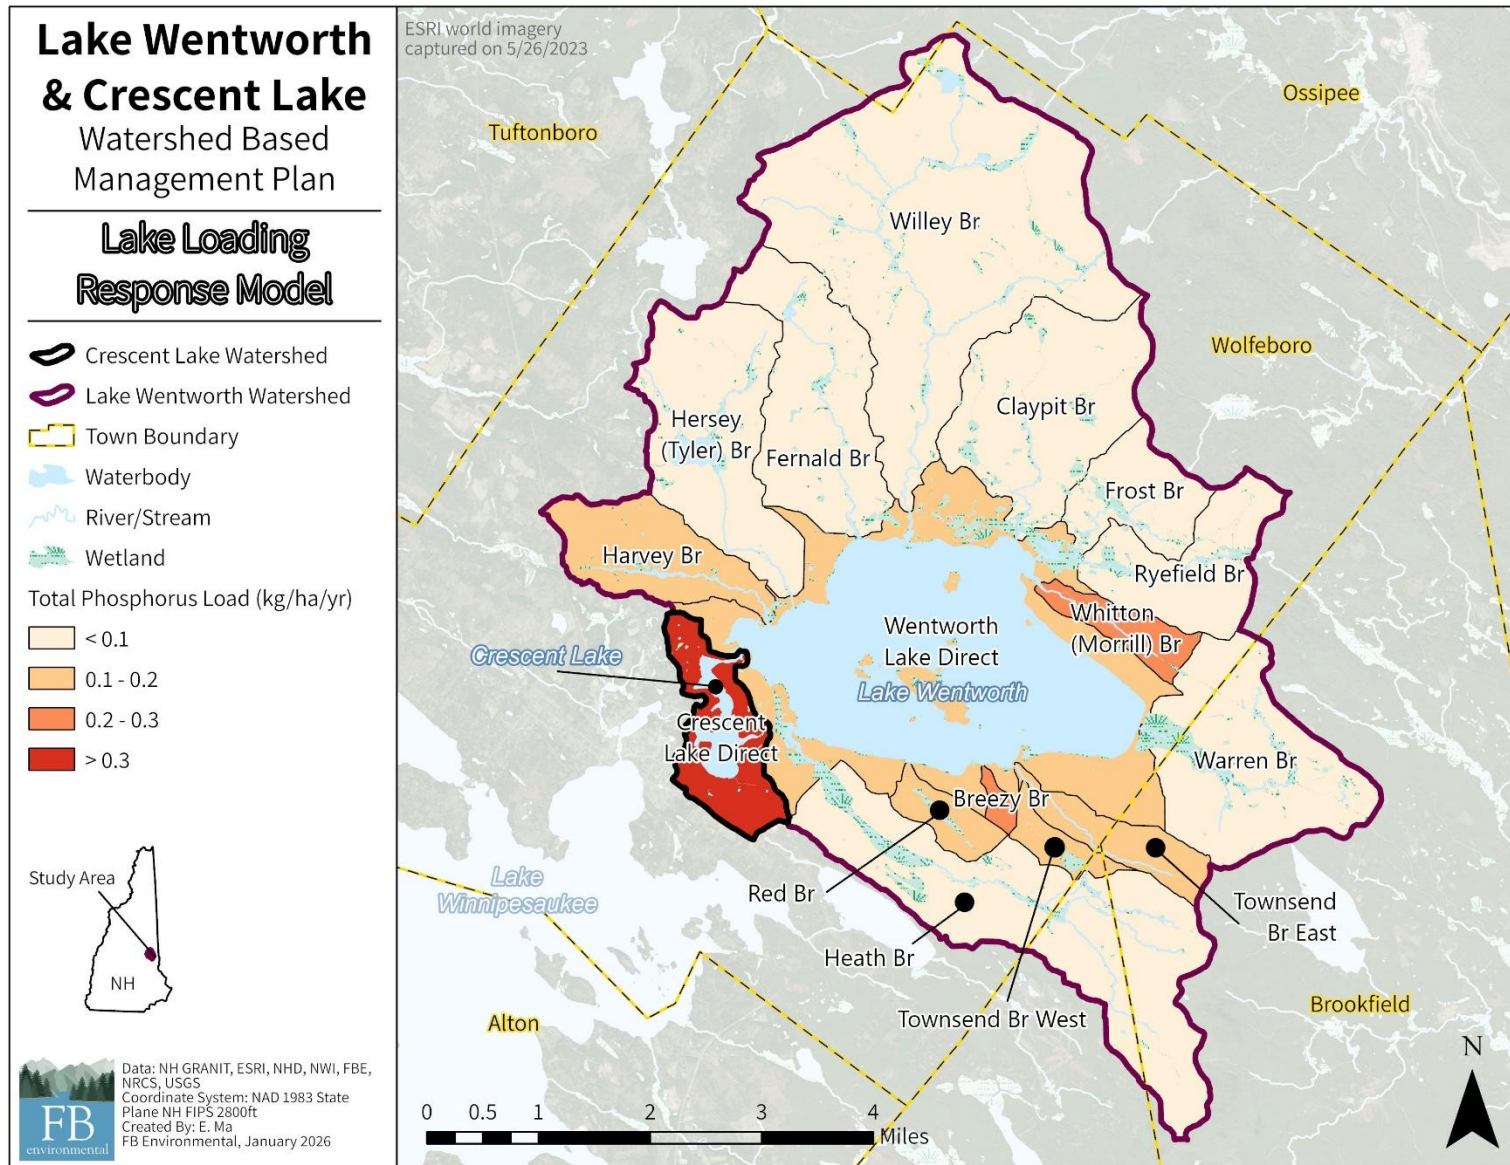 Lake Wentworth
& Crescent Lake
Watershed Based
Management Plan
Lake Loading
Response Model
Crescent Lake Watershed
Lake Wentworth Watershed
Town Boundary
Waterbody
River/Stream
Wetland
Total Phosphorus Load (kg/ha/yr)
< 0.1
0.1 - 0.2
0.2 - 0.3
> 0.3
Study Area
NH
FB
environmental
Data: NH GRANIT, ESRI, NHD, NWI, FBE,
NRCS, USGS
Coordinate System: NAD 1983 State
Plane NH FIPS 2800ft
Created By: E. Ma
FB Environmental, January 2026
ESRI world imagery
captured on 5/26/2023
Tuftonboro
Ossipee
Willey Br
Wolfeboro
Claypit Br
Hersey
(Tyler) Br
Fernald Br
Frost Br
Harvey Br
Ryefield Br
Whitton
(Morrill) Br
Wentworth
Lake Direct
Lake Wentworth
Crescent Lake
Crescent
Lake Direct
Warren Br
Breezy Br
Red Br
Lake
Winnipesaukee
Townsend
Br East
Heath Br
Townsend Br West
Brookfield
Alton
N
0 0.5 1 2 3 4
Miles